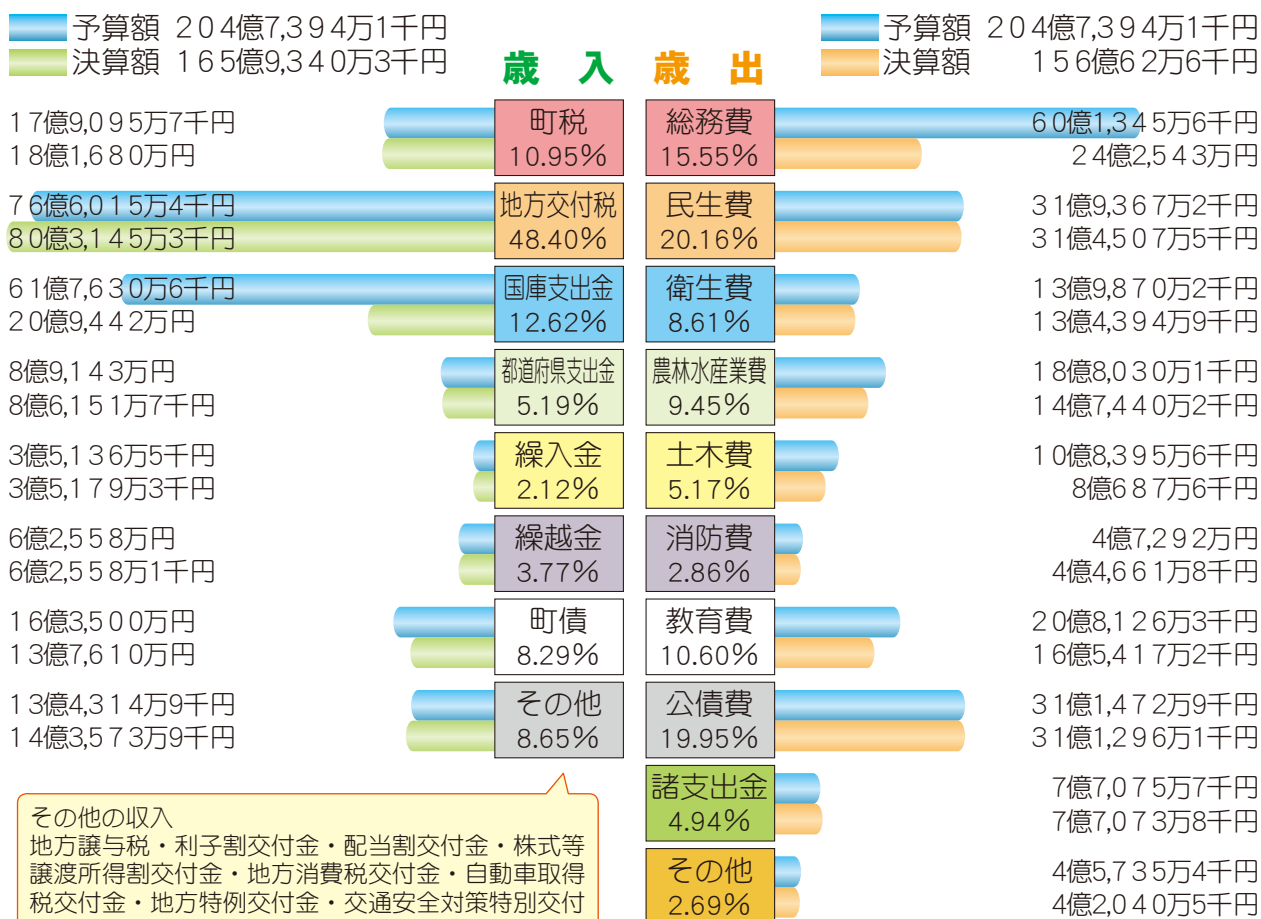 予算額 204億7,394万1千円
決算額 165億9,340万3千円
歳入
歳出
予算額 204億7,394万1千円
決算額 156億62万6千円
17億9,095万7千円
18億1,680万円
町税
10.95%
総務費
15.55%
60億1,345万6千円
24億2,543万円
76億6,015万4千円
80億3,145万3千円
地方交付税
48.40%
民生費
20.16%
31億9,367万2千円
31億4,507万5千円
61億7,630万6千円
20億9,442万円
国庫支出金
12.62%
衛生費
8.61%
13億9,870万2千円
13億4,394万9千円
8億9,143万円
8億6,151万7千円
都道府県支出金
5.19%
農林水産業費
9.45%
18億8,030万1千円
14億7,440万2千円
3億5,136万5千円
3億5,179万3千円
繰入金
2.12%
土木費
5.17%
10億8,395万6千円
8億687万6千円
6億2,558万円
6億2,558万1千円
繰越金
3.77%
消防費
2.86%
4億7,292万円
4億4,661万8千円
16億3,500万円
13億7,610万円
町債
8.29%
教育費
10.60%
20億8,126万3千円
16億5,417万2千円
13億4,314万9千円
14億3,573万9千円
その他
8.65%
公債費
19.95%
31億1,472万9千円
31億1,296万1千円
諸支出金
4.94%
7億7,075万7千円
7億7,073万8千円
その他
2.69%
4億5,735万4千円
4億2,040万5千円
その他の収入
地方譲与税・利子割交付金・配当割交付金・株式等
譲渡所得割交付金・地方消費税交付金・自動車取得
税交付金・地方特例交付金・交通安全対策特別交付